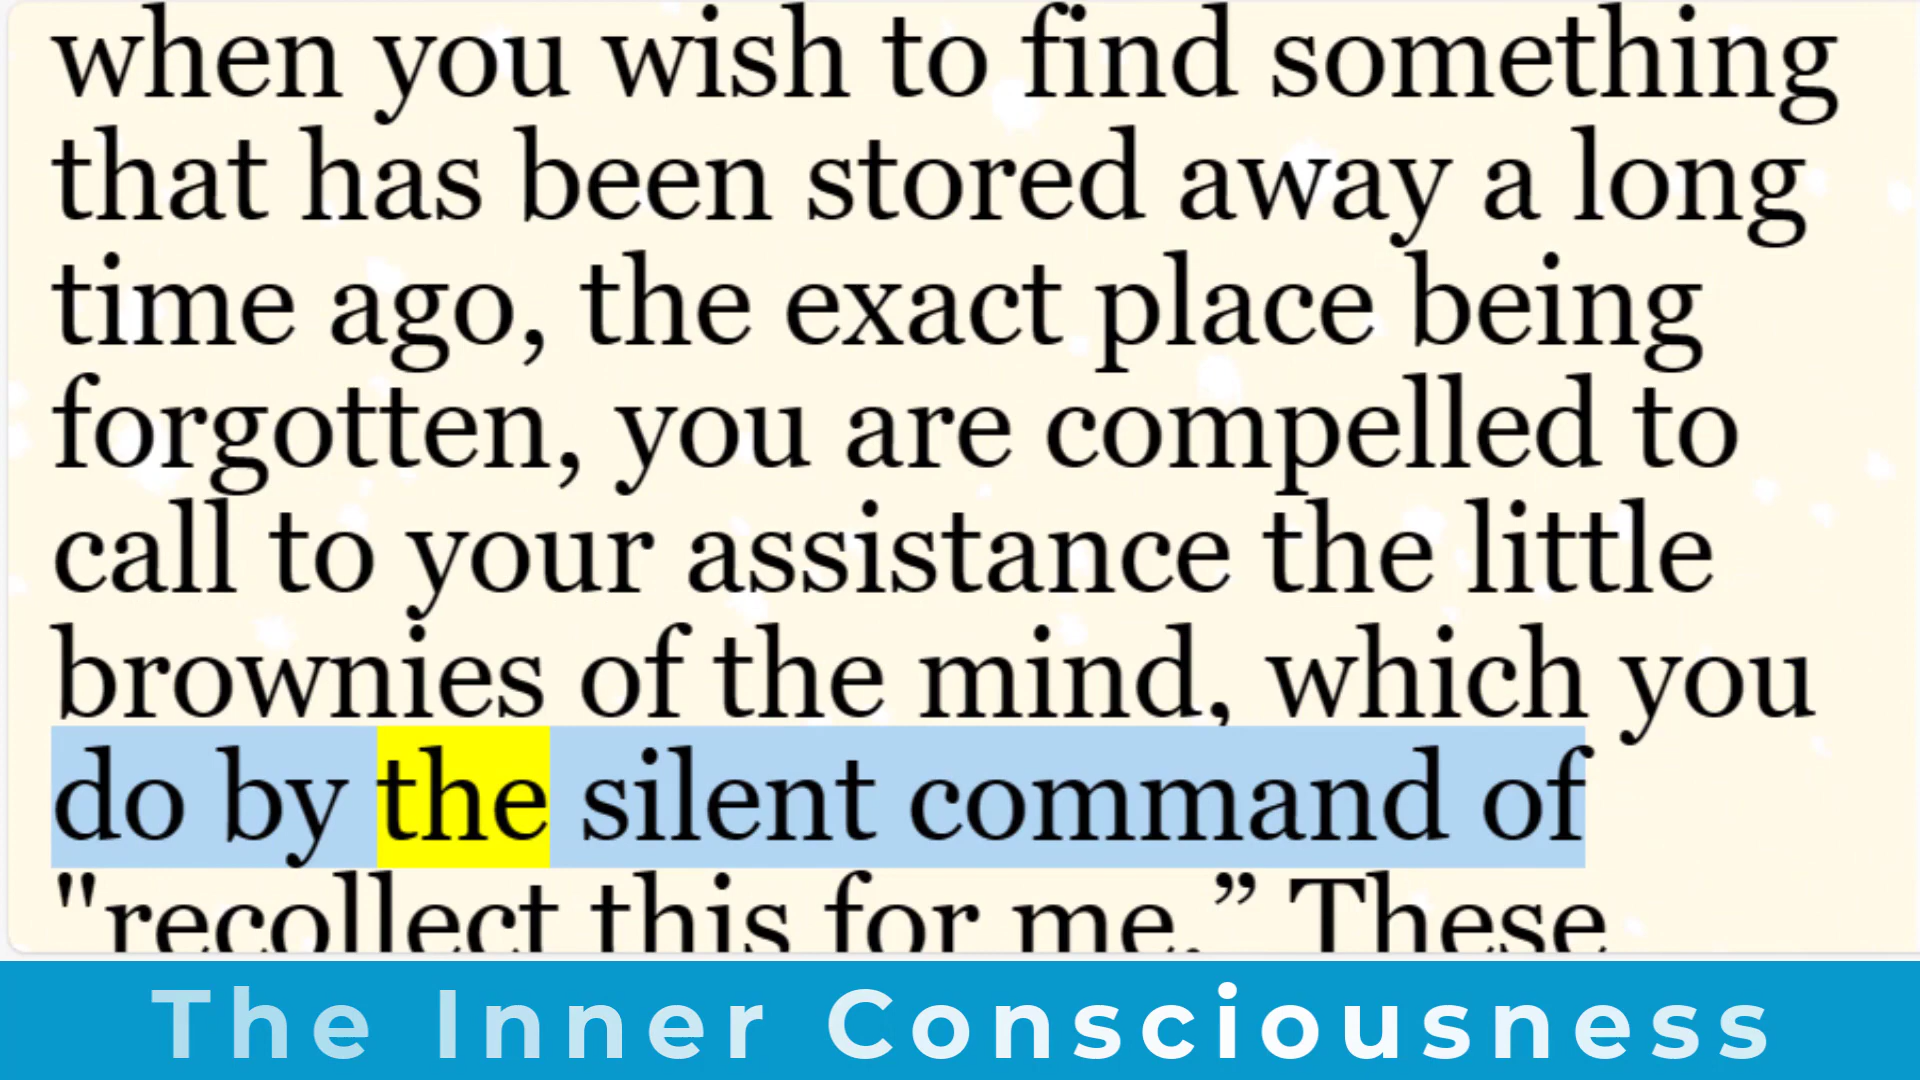 when you wish to find something
that has been stored away a long
time ago, the exact place being
forgotten, you are compelled to
call to your assistance the little
brownies of the mind, which you
do by the silent command of
"recollect this for me.” These
The Inner Consciousness